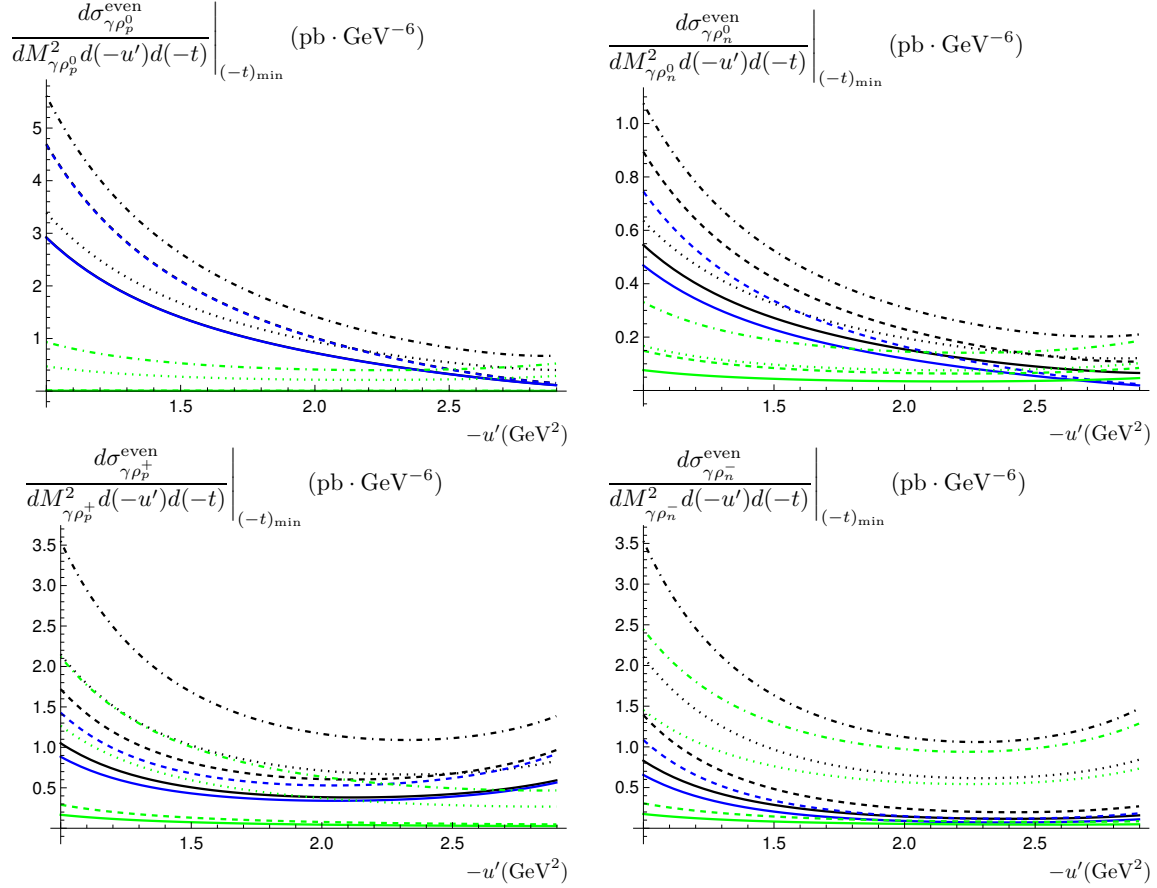 dσ^even_{γρ^0_p} / dM^2_{γρ^0_p} d(−u′)d(−t) |_{(−t)min} (pb · GeV^−6)
5
4
3
2
1
1.5 2.0 2.5
−u′(GeV^2)
dσ^even_{γρ^0_n} / dM^2_{γρ^0_n} d(−u′)d(−t) |_{(−t)min} (pb · GeV^−6)
1.0
0.8
0.6
0.4
0.2
1.5 2.0 2.5
−u′(GeV^2)
dσ^even_{γρ^+_p} / dM^2_{γρ^+_p} d(−u′)d(−t) |_{(−t)min} (pb · GeV^−6)
3.5
3.0
2.5
2.0
1.5
1.0
0.5
1.5 2.0 2.5
−u′(GeV^2)
dσ^even_{γρ^−_n} / dM^2_{γρ^−_n} d(−u′)d(−t) |_{(−t)min} (pb · GeV^−6)
3.5
3.0
2.5
2.0
1.5
1.0
0.5
1.5 2.0 2.5
−u′(GeV^2)